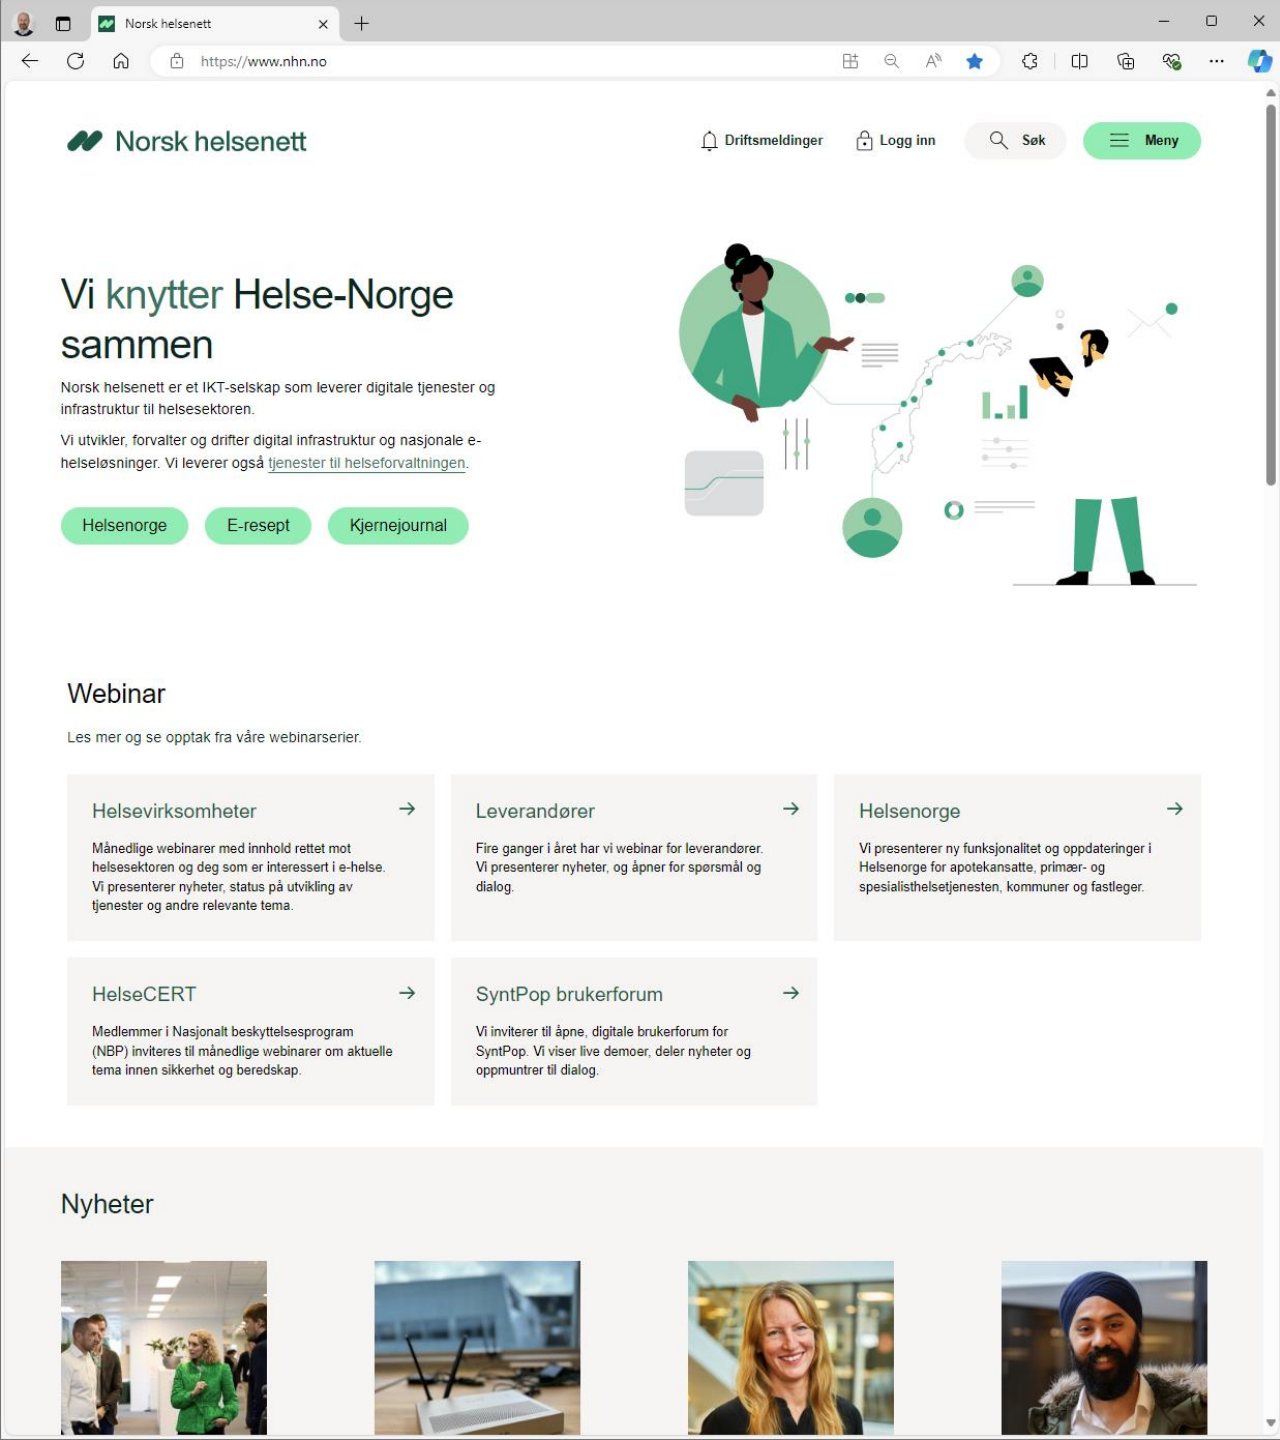 Norsk helsenett
https://www.nhn.no
Norsk helsenett
Driftsmeldinger
Logg inn
Søk
Meny
Vi knytter Helse-Norge
sammen
Norsk helsenett er et IKT-selskap som leverer digitale tjenester og
infrastruktur til helsesektoren.
Vi utvikler, forvalter og drifter digital infrastruktur og nasjonale e-
helseløsninger. Vi leverer også tjenester til helseforvaltningen.
Helsenorge
E-resept
Kjernejournal
Webinar
Les mer og se opptak fra våre webinarserier.
Helsevirksomheter
Månedlige webinarer med innhold rettet mot
helsesektoren og deg som er interessert i e-helse.
Vi presenterer nyheter, status på utvikling av
tjenester og andre relevante tema.
Leverandører
Fire ganger i året har vi webinar for leverandører.
Vi presenterer nyheter, og åpner for spørsmål og
dialog.
Helsenorge
Vi presenterer ny funksjonalitet og oppdateringer i
Helsenorge for apotekansatte, primær- og
spesialisthelsetjenesten, kommuner og fastleger.
HelseCERT
Medlemmer i Nasjonalt beskyttelsesprogram
(NBP) inviteres til månedlige webinarer om aktuelle
tema innen sikkerhet og beredskap.
SyntPop brukerforum
Vi inviterer til åpne, digitale brukerforum for
SyntPop. Vi viser live demoer, deler nyheter og
oppmuntrer til dialog.
Nyheter